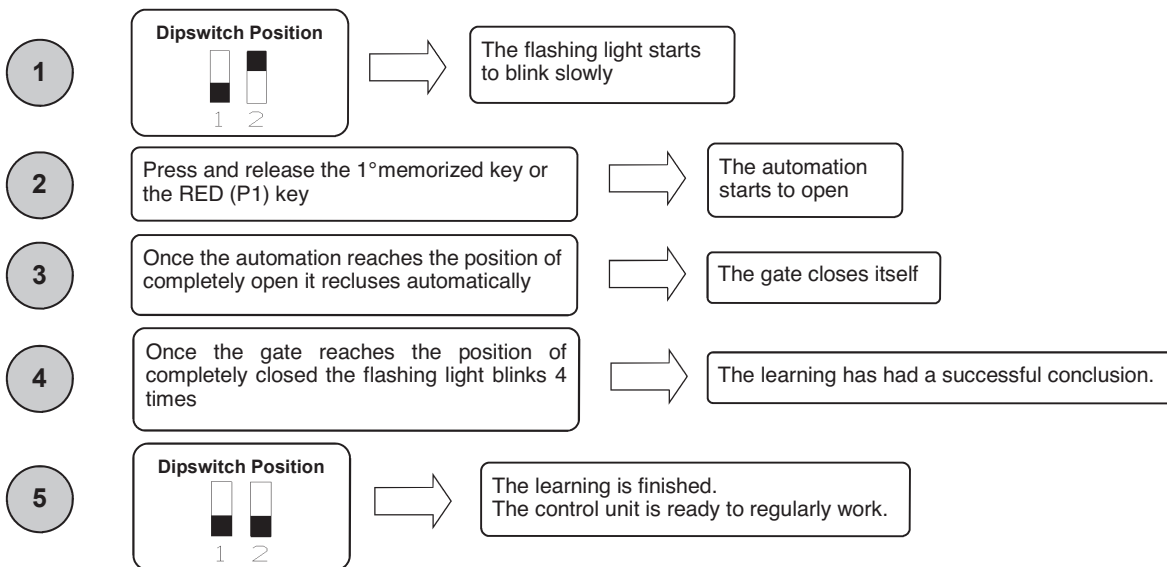 1
Dipswitch Position
1 2
The flashing light starts
to blink slowly
2
Press and release the 1°memorized key or
the RED (P1) key
The automation
starts to open
3
Once the automation reaches the position of
completely open it recluses automatically
The gate closes itself
4
Once the gate reaches the position of
completely closed the flashing light blinks 4
times
The learning has had a successful conclusion.
5
Dipswitch Position
1 2
The learning is finished.
The control unit is ready to regularly work.